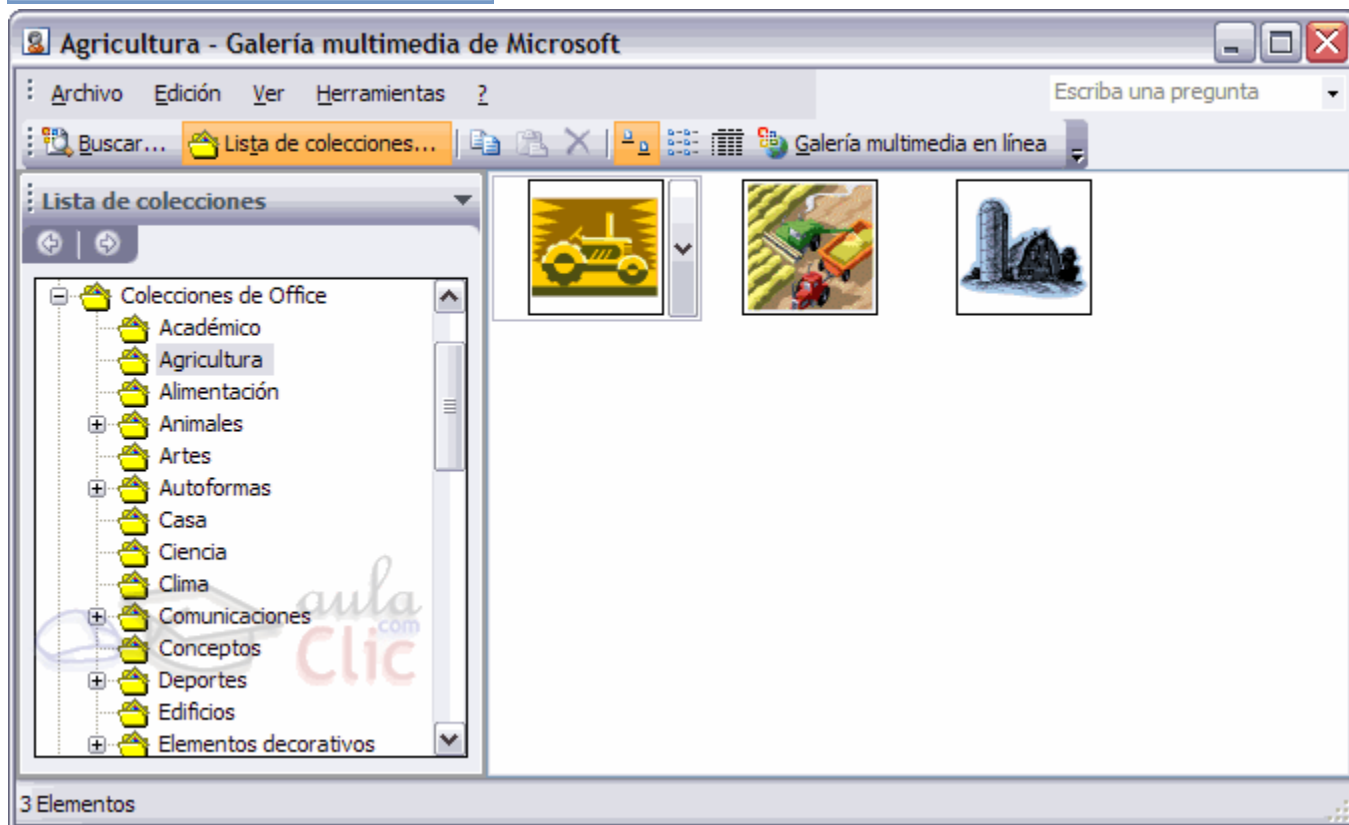 Agricultura - Galería multimedia de Microsoft
Archivo Edición Ver Herramientas ? Escriba una pregunta
Buscar... Lista de colecciones... Galería multimedia en línea
Lista de colecciones
Colecciones de Office
Académico
Agricultura
Alimentación
Animales
Artes
Autoformas
Casa
Ciencia
Clima
Comunicaciones
Conceptos
Deportes
Edificios
Elementos decorativos
aula
com
Clic
3 Elementos